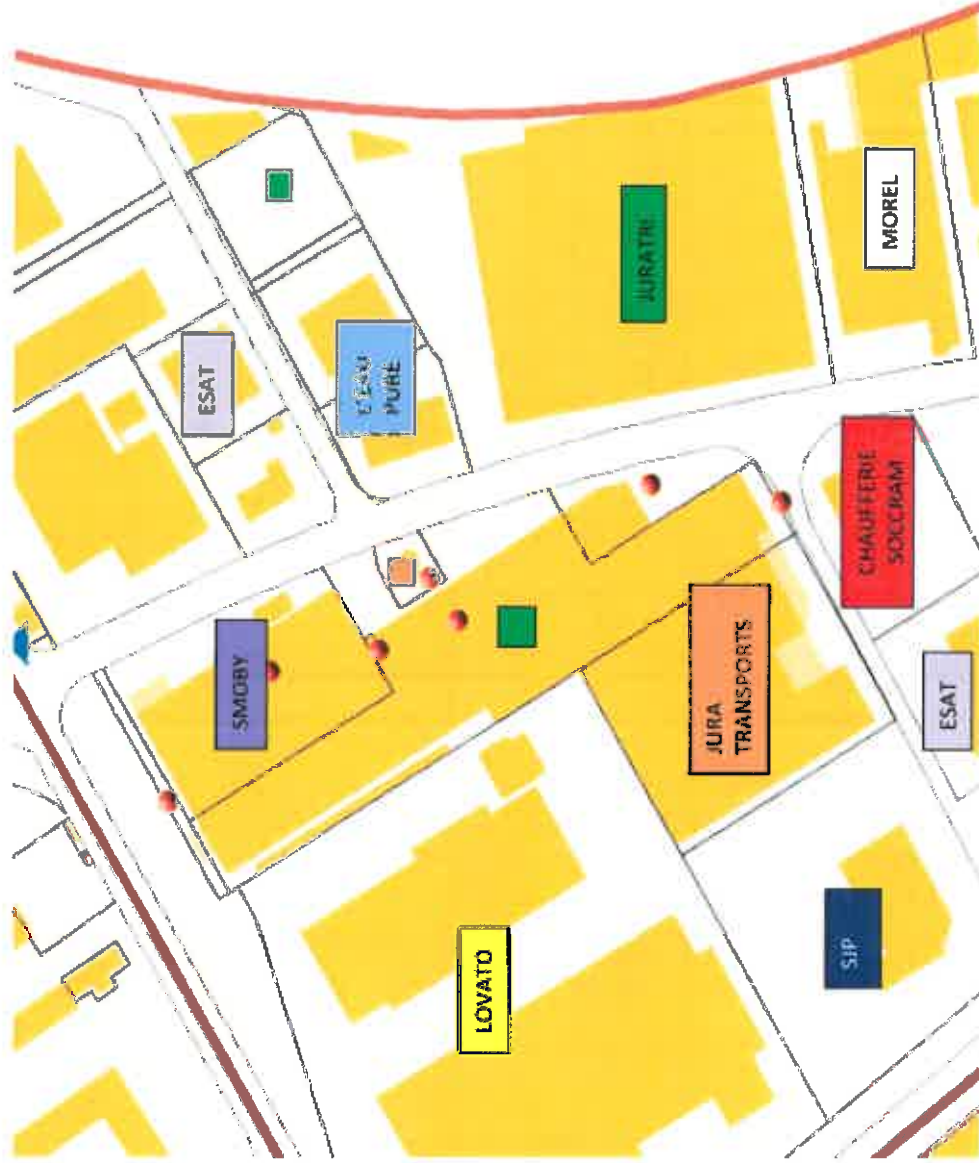 ESAT
SMOBY
L'EAU
PURE
LOVATO
JURATRI
JURA
TRANSPORTS
SJP
CHAUFFERIE
SOCCRAM
MOREL
ESAT